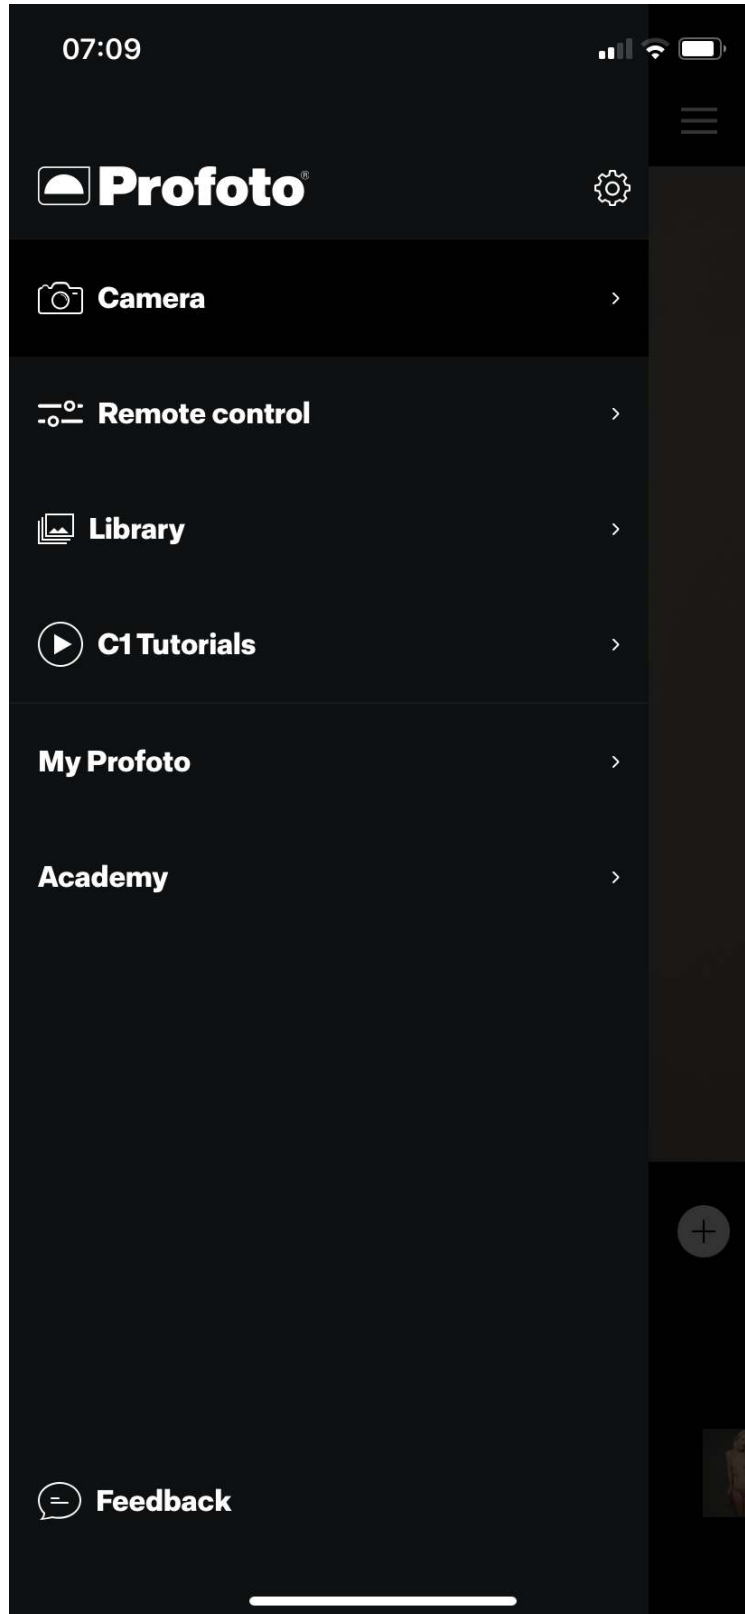 07:09
Profoto®
Camera
Remote control
Library
C1 Tutorials
My Profoto
Academy
Feedback